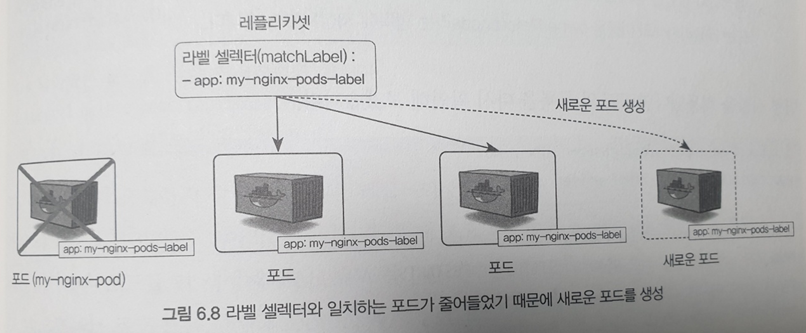 레플리카셋
라벨 셀렉터(matchLabel) :
– app: my-nginx-pods-label
새로운 포드 생성
app: my-nginx-pods-label
app: my-nginx-pods-label
app: my-nginx-pods-label
app: my-nginx-pods-label
포드(my-nginx-pod)
포드
포드
새로운 포드
그림 6.8 라벨 셀렉터와 일치하는 포드가 줄어들었기 때문에 새로운 포드를 생성